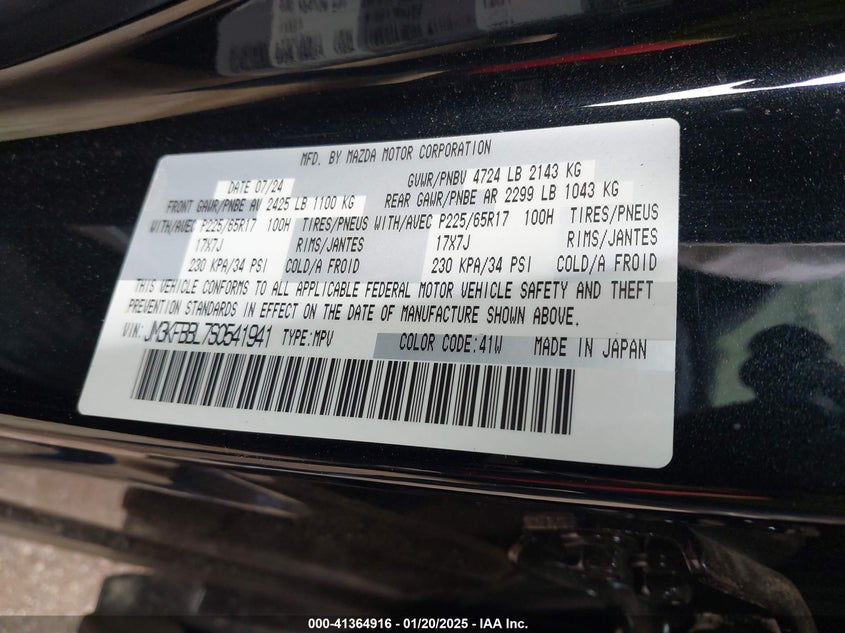 MFD. BY MAZDA MOTOR CORPORATION
DATE 07/24 GVWR/PNBV 4724 LB 2143 KG
FRONT GAWR/PNBE AV 2425 LB 1100 KG REAR GAWR/PNBE AR 2299 LB 1043 KG
WITH/AVEC P225/65R17 100H TIRES/PNEUS WITH/AVEC P225/65R17 100H TIRES/PNEUS
17X7J RIMS/JANTES 17X7J RIMS/JANTES
230 KPA/34 PSI COLD/A FROID 230 KPA/34 PSI COLD/A FROID
THIS VEHICLE CONFORMS TO ALL APPLICABLE FEDERAL MOTOR VEHICLE SAFETY AND THEFT
PREVENTION STANDARDS IN EFFECT ON THE DATE OF MANUFACTURE SHOWN ABOVE.
VIN: JM3KFBBL7S0541941 TYPE:MPV COLOR CODE:41W MADE IN JAPAN
000-41364916 — 01/20/2025 — IAA Inc.